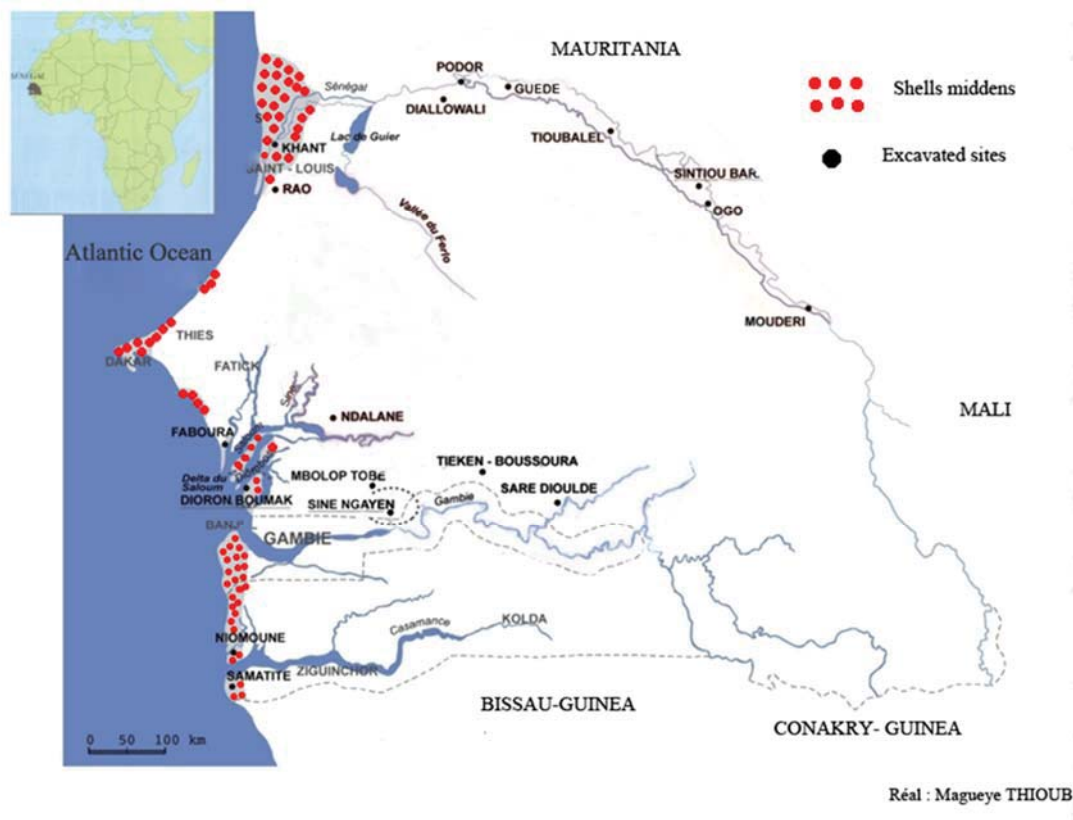 MAURITANIA
PODOR
GUEDE
DIALLOWALI
Shells middens
Sénégal
Lac de Guier
TIOUBALEL
KHANT
Excavated sites
SINTIOU BAR.
RAO
OGO
Vallée du Ferlo
Atlantic Ocean
MOUDERI
THIES
DAKAR
FATICK
Sine
NDALANE
MALI
FABOURA
Saloum
TIEKEN - BOUSSOURA
MBOLOP TOBE
Delta du
Saloum
SARE DIOULDE
DIORON BOUMAK
SINE NGAYEN
Gambie
GAMBIE
KOLDA
Casamance
NIOMOUNE
ZIGUINCHOR
SAMATITE
BISSAU-GUINEA
CONAKRY- GUINEA
0 50 100 km
Réal : Magueye THIOUB